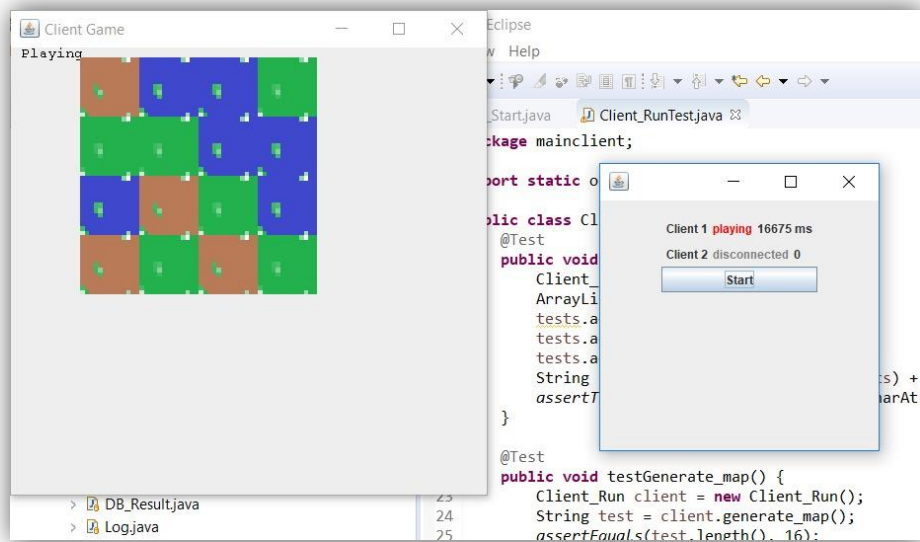 Client Game
Playing
Eclipse
Help
_Start.java
Client_RunTest.java
ckage mainclient;
port static o
blic class Cl
@Test
public void
Client_
ArrayLi
tests.a
tests.a
tests.a
String
ts) +
assertT
harAt
}
Client 1 playing 16675 ms
Client 2 disconnected 0
Start
@Test
public void testGenerate_map() {
23 Client_Run client = new Client_Run();
24 String test = client.generate_map();
25 assertEquals(test.length(), 16);
> DB_Result.java
> Log.java